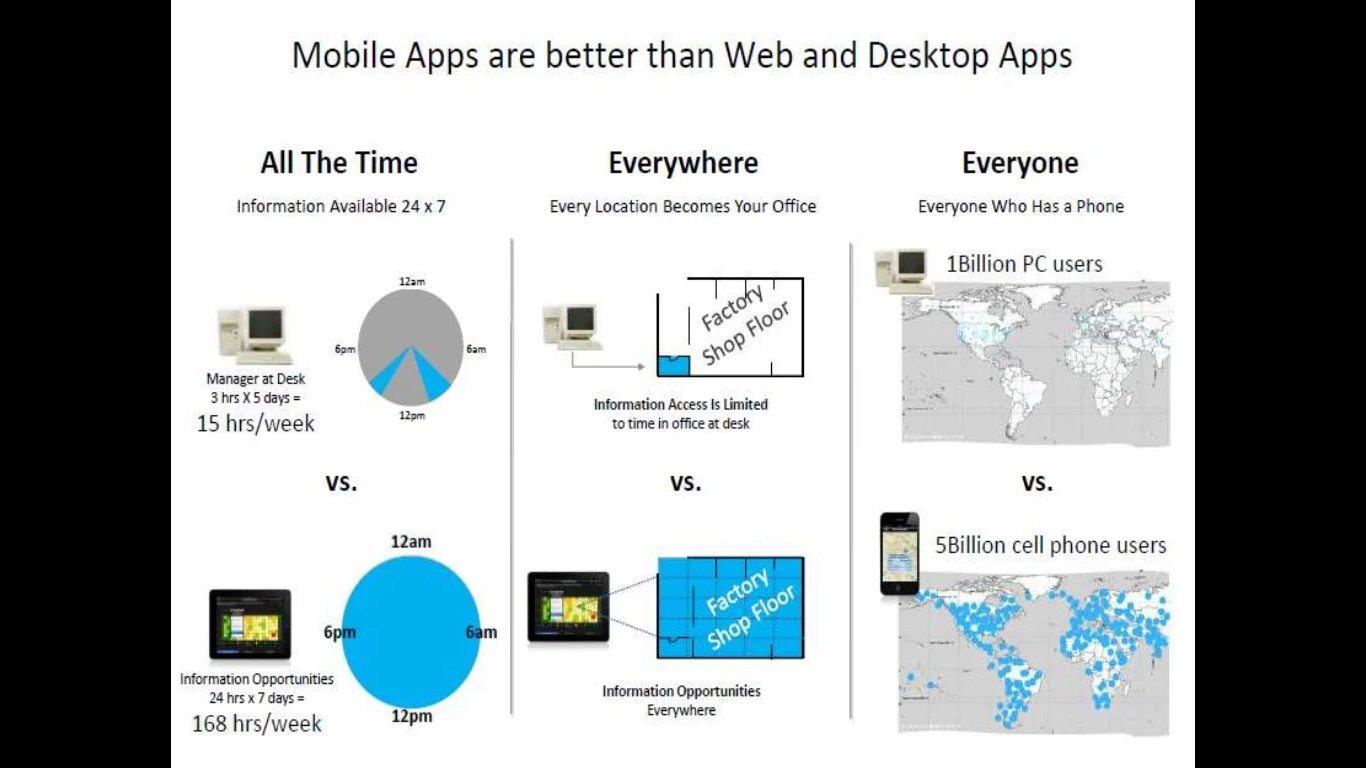 Mobile Apps are better than Web and Desktop Apps
All The Time
Information Available 24 x 7
12am
6pm
6am
12pm
Manager at Desk
3 hrs X 5 days =
15 hrs/week
vs.
12am
6pm
6am
12pm
Information Opportunities
24 hrs x 7 days =
168 hrs/week
Everywhere
Every Location Becomes Your Office
Factory
Shop Floor
Information Access Is Limited
to time in office at desk
vs.
Factory
Shop Floor
Information Opportunities
Everywhere
Everyone
Everyone Who Has a Phone
1Billion PC users
vs.
5Billion cell phone users